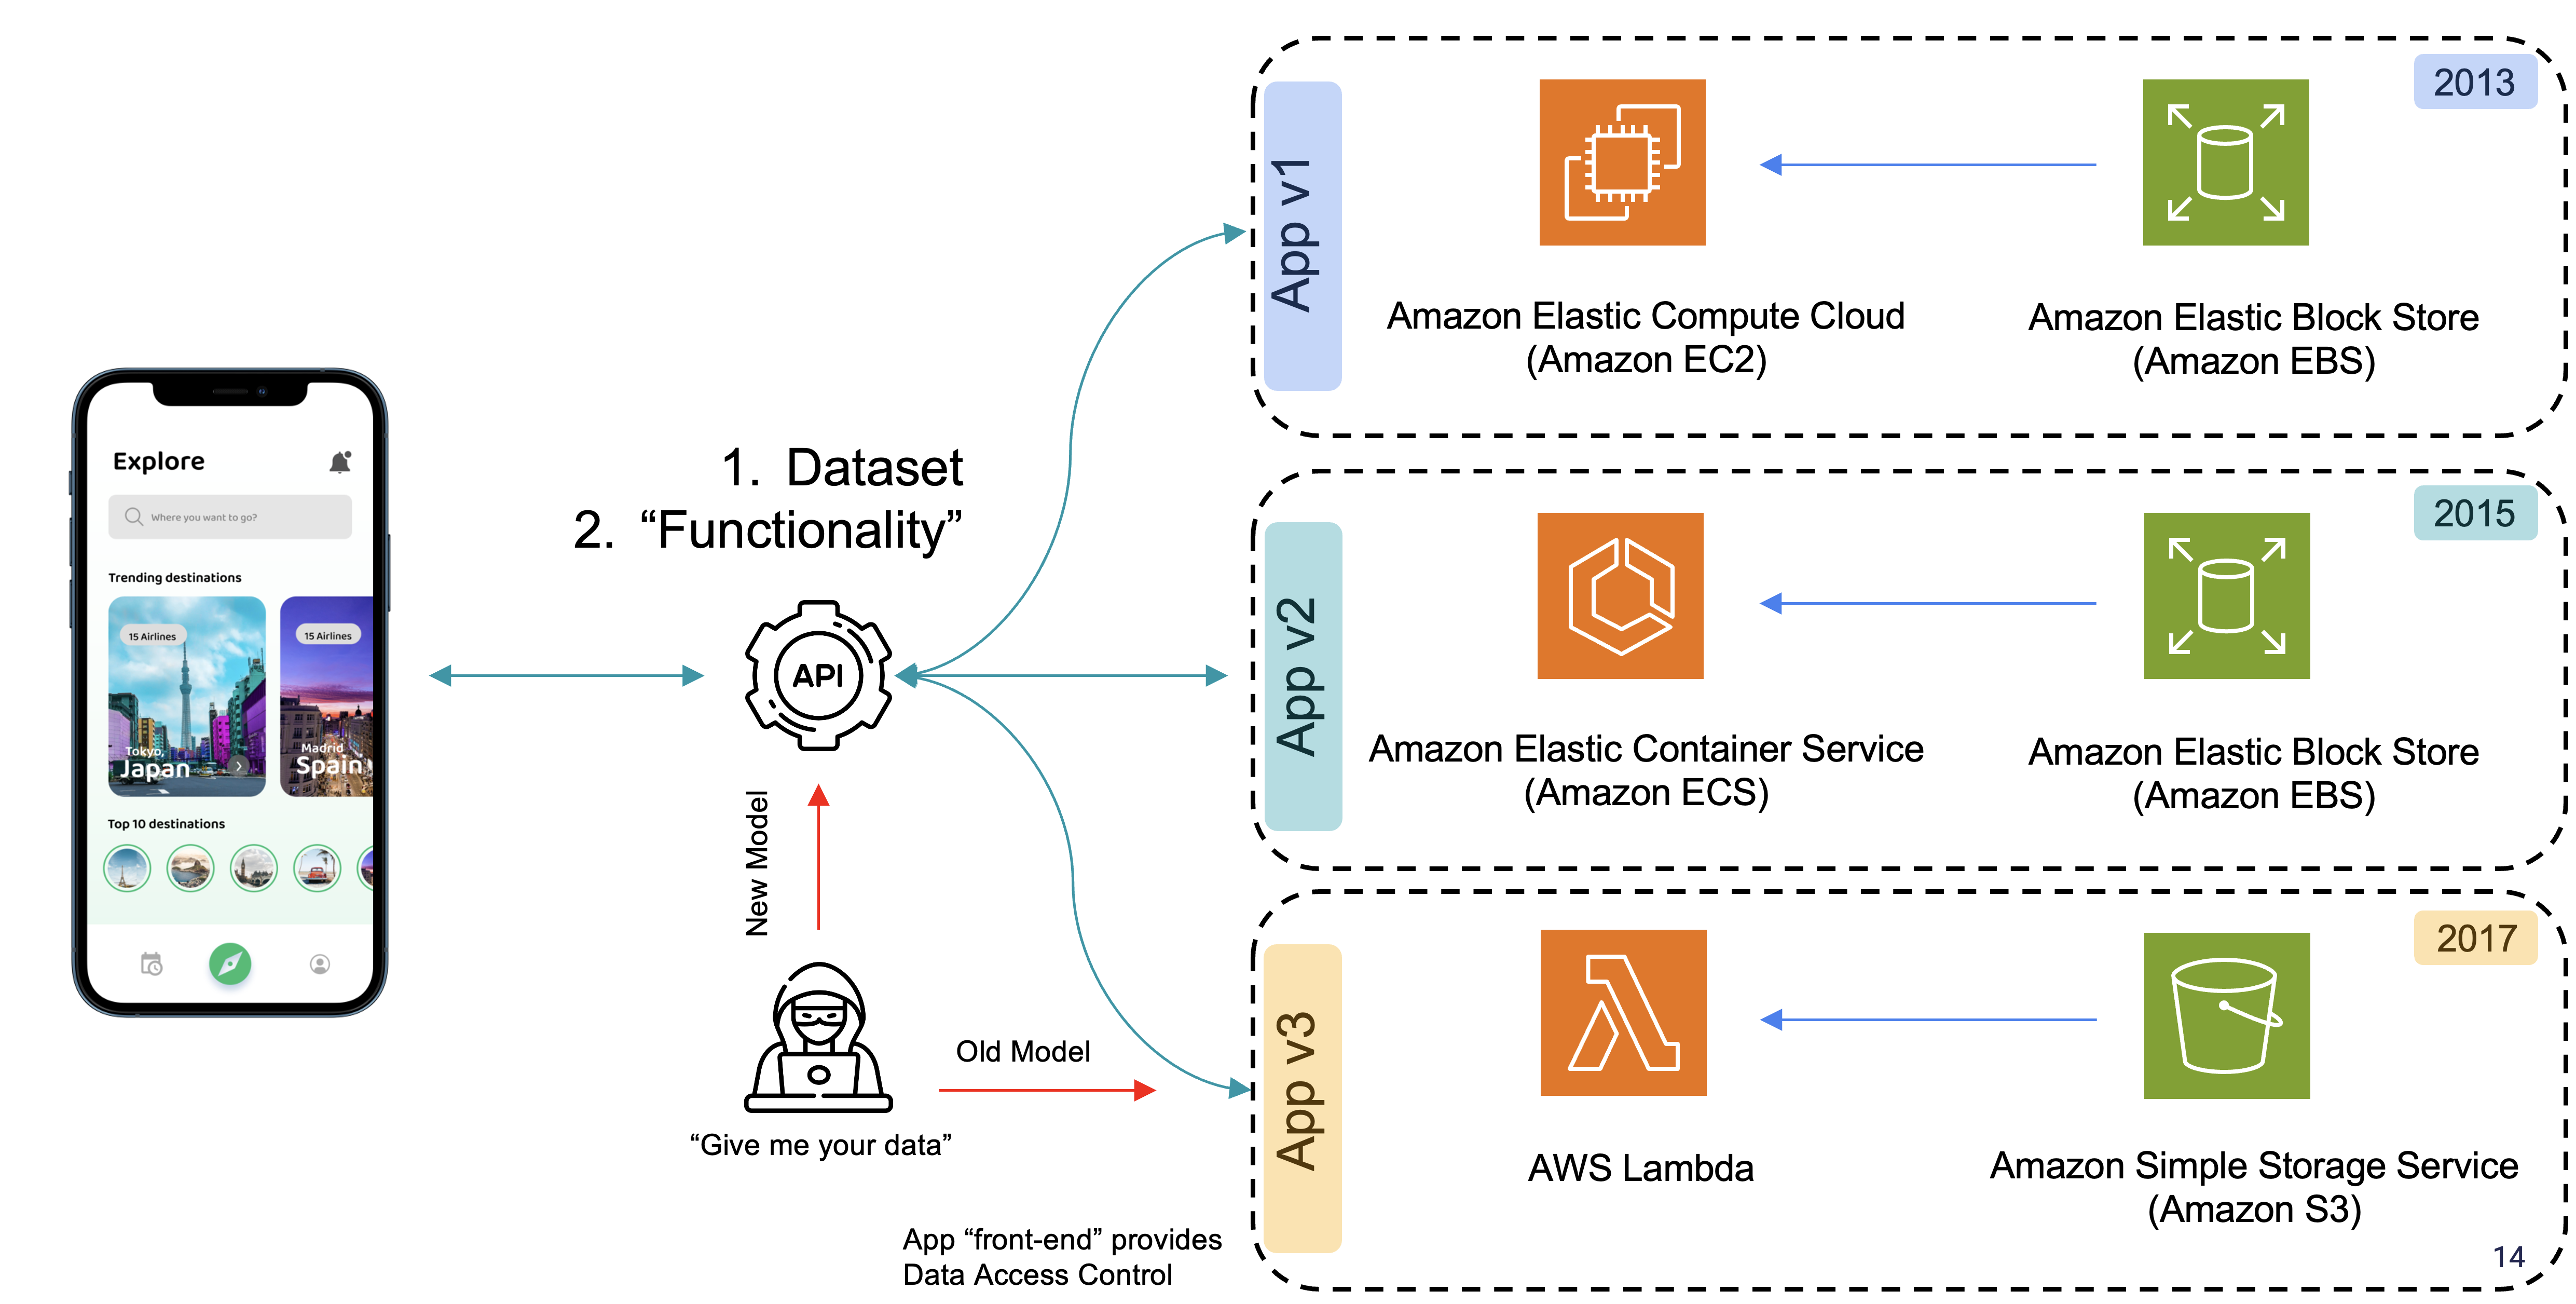 Explore
Where you want to go?
Trending destinations
15 Airlines
Tokyo,
Japan
15 Airlines
Madrid
Spain
Top 10 destinations
1. Dataset
2. “Functionality”
API
New Model
Old Model
“Give me your data”
App “front-end” provides
Data Access Control
App v1
2013
Amazon Elastic Compute Cloud
(Amazon EC2)
Amazon Elastic Block Store
(Amazon EBS)
App v2
2015
Amazon Elastic Container Service
(Amazon ECS)
Amazon Elastic Block Store
(Amazon EBS)
App v3
2017
AWS Lambda
Amazon Simple Storage Service
(Amazon S3)
14